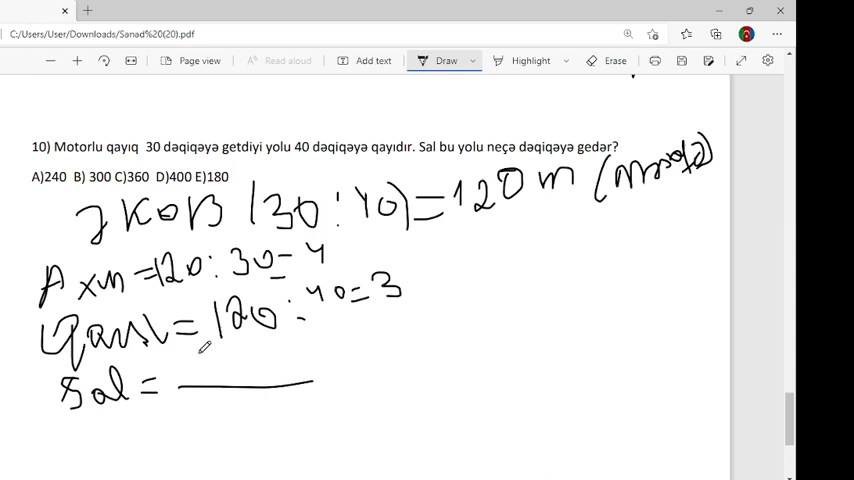 C:/Users/User/Downloads/Sənəd%20(20).pdf
Page view
Read aloud
Add text
Draw
Highlight
Erase
10) Motorlu qayıq 30 dəqiqəyə getdiyi yolu 40 dəqiqəyə qayıdır. Sal bu yolu neçə dəqiqəyə gedər?
A)240 B) 300 C)360 D)400 E)180
ƏKOB (30:40)=120 m
Axın =120:30=4
=120:40=3
Sal =